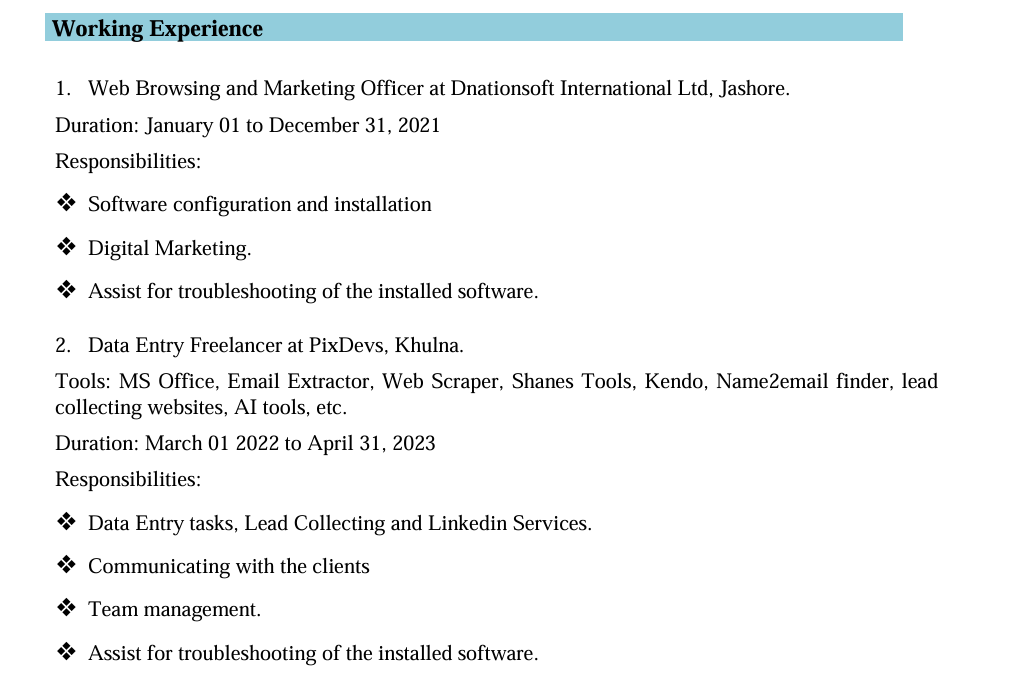 Working Experience
1. Web Browsing and Marketing Officer at Dnationsoft International Ltd, Jashore.
Duration: January 01 to December 31, 2021
Responsibilities:
❖ Software configuration and installation
❖ Digital Marketing.
❖ Assist for troubleshooting of the installed software.
2. Data Entry Freelancer at PixDevs, Khulna.
Tools: MS Office, Email Extractor, Web Scraper, Shanes Tools, Kendo, Name2email finder, lead
collecting websites, AI tools, etc.
Duration: March 01 2022 to April 31, 2023
Responsibilities:
❖ Data Entry tasks, Lead Collecting and Linkedin Services.
❖ Communicating with the clients
❖ Team management.
❖ Assist for troubleshooting of the installed software.